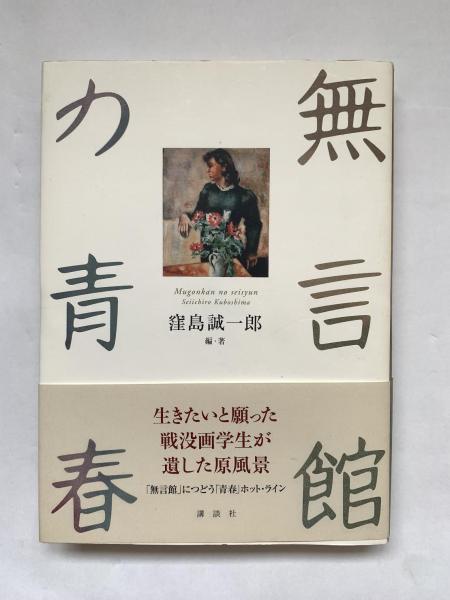 無言館
の青春
Mugonkan no seisyun
Seiichiro Kuboshima
窪島誠一郎
編・著
生きたいと願った
戦没画学生が
遺した原風景
「無言館」につどう「青春」ホット・ライン
講談社